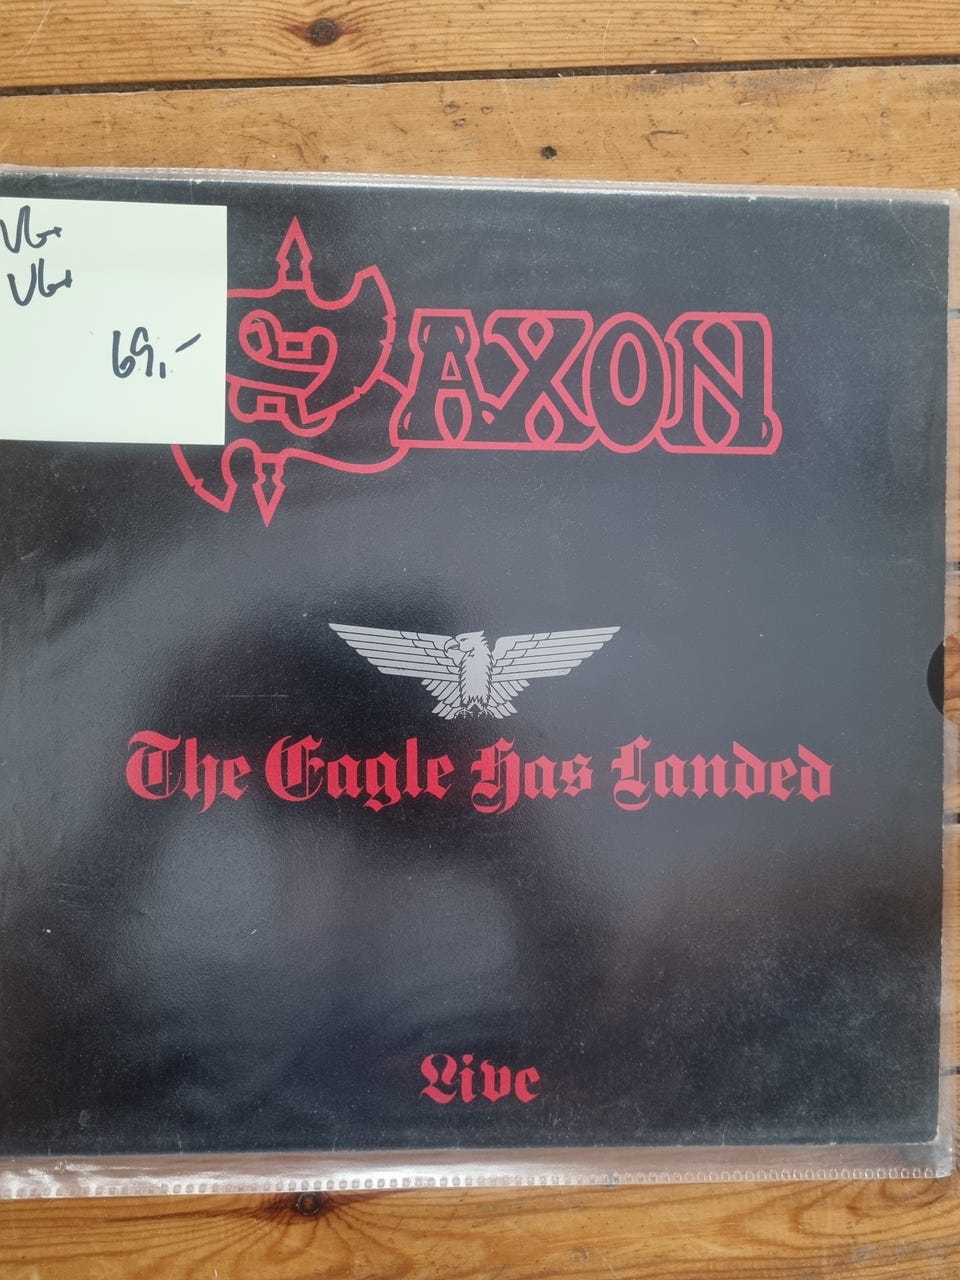 VG+
VG+
69,-
SAXON
The Eagle Has Landed
Live